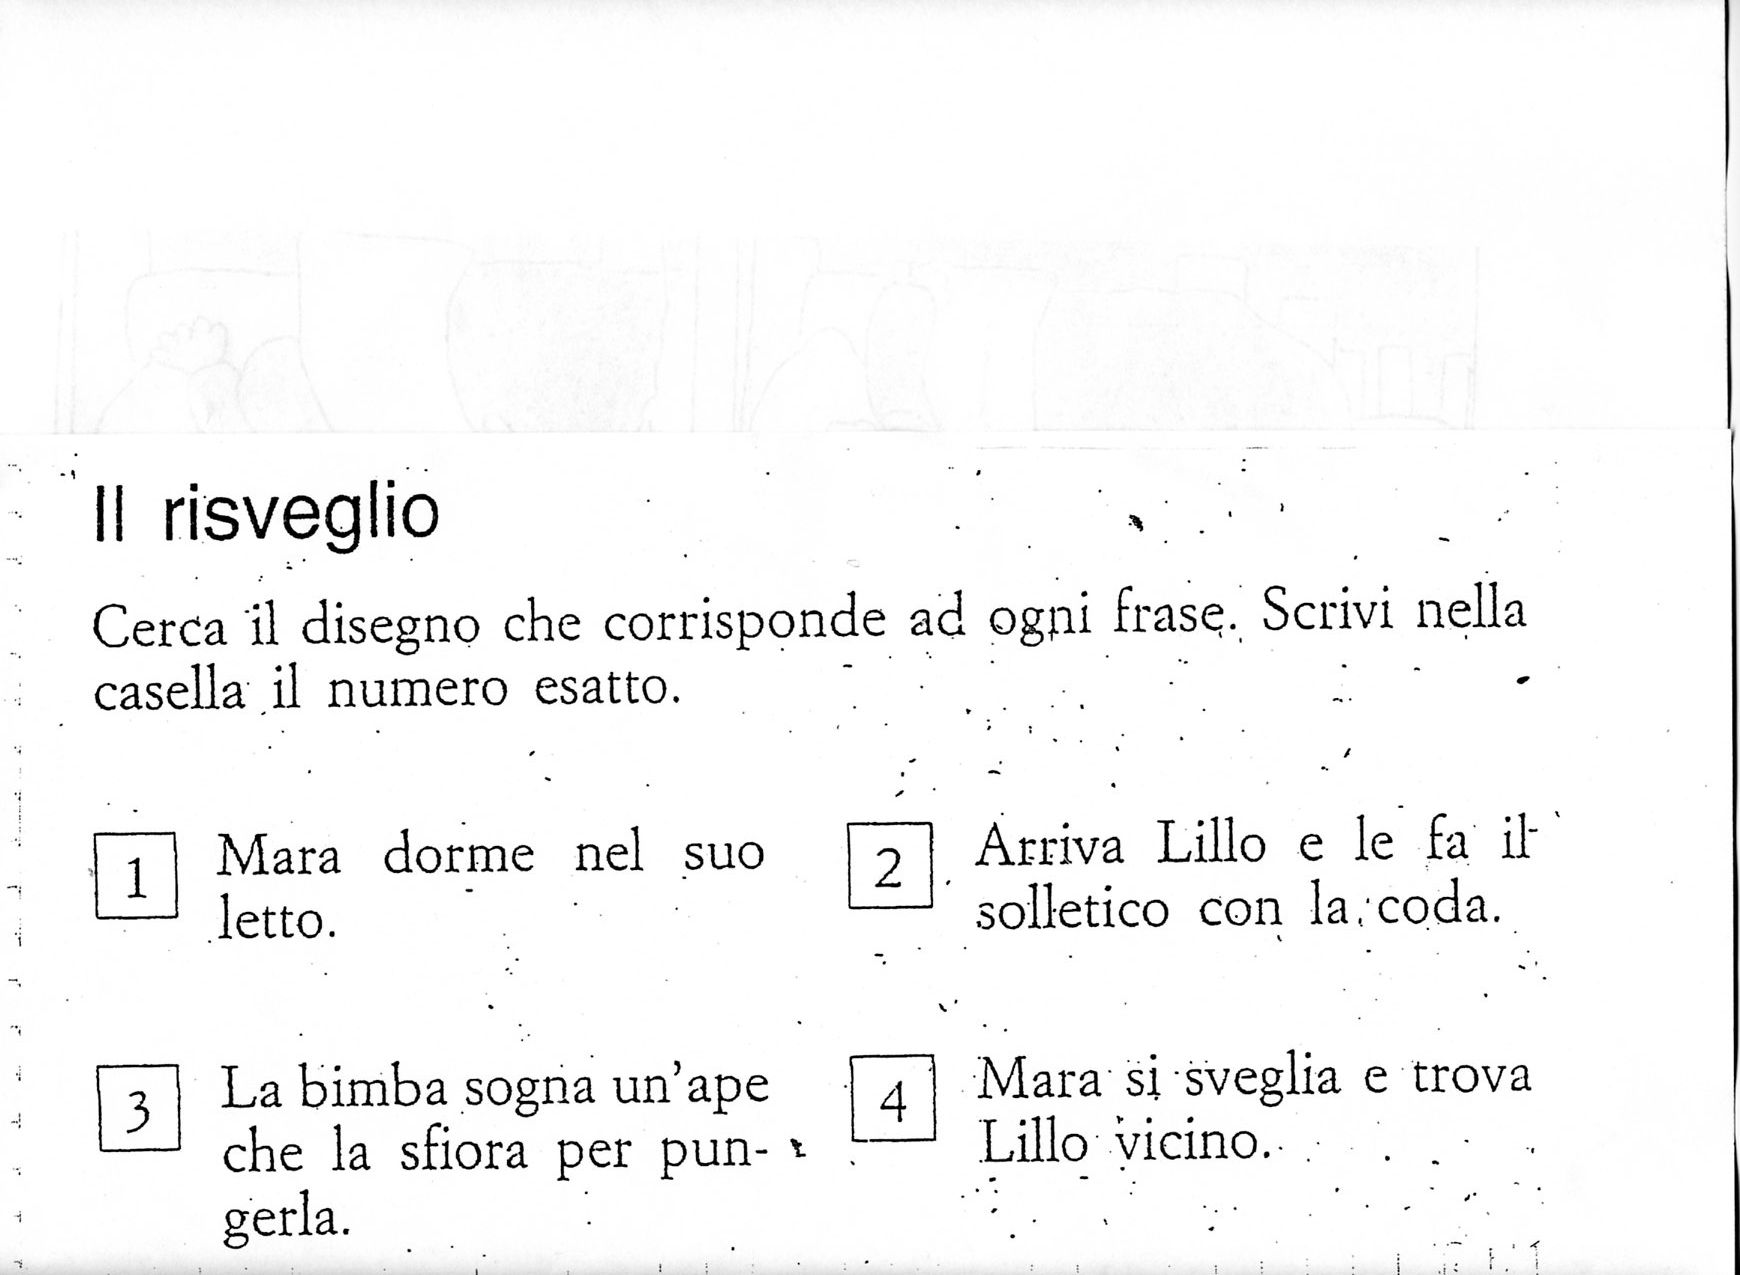 Il risveglio
Cerca il disegno che corrisponde ad ogni frase. Scrivi nella
casella il numero esatto.
1 Mara dorme nel suo
letto.
2 Arriva Lillo e le fa il
solletico con la coda.
3 La bimba sogna un'ape
che la sfiora per pun-
gerla.
4 Mara si sveglia e trova
Lillo vicino.